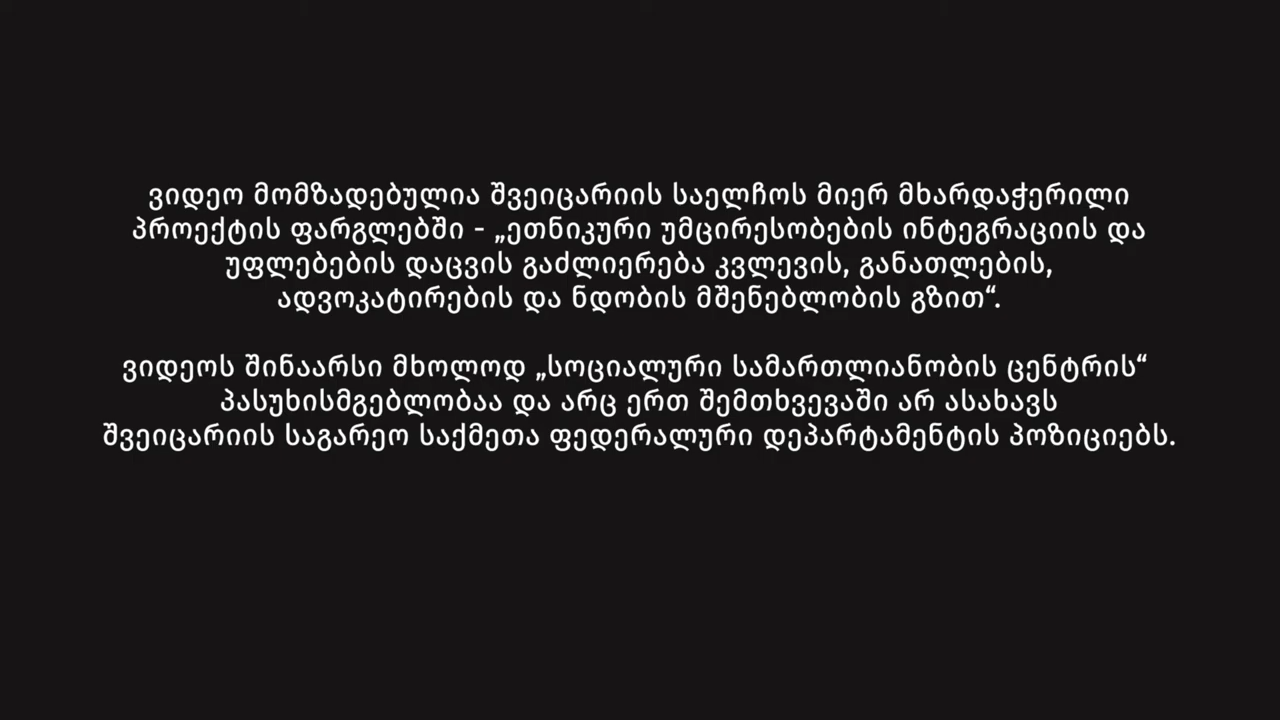 ვიდეო მომზადებულია შვეიცარიის საელჩოს მიერ მხარდაჭერილი
პროექტის ფარგლებში - „ეთნიკური უმცირესობების ინტეგრაციის და
უფლებების დაცვის გაძლიერება კვლევის, განათლების,
ადვოკატირების და ნდობის მშენებლობის გზით“.
ვიდეოს შინაარსი მხოლოდ „სოციალური სამართლიანობის ცენტრის“
პასუხისმგებლობაა და არც ერთ შემთხვევაში არ ასახავს
შვეიცარიის საგარეო საქმეთა ფედერალური დეპარტამენტის პოზიციებს.